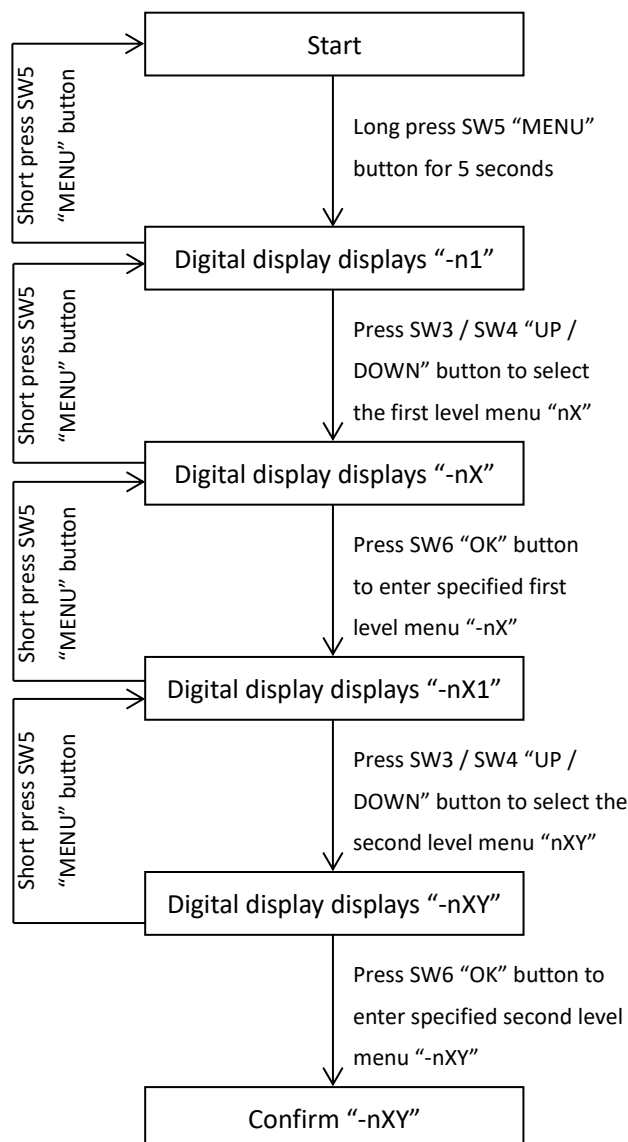 Start
Short press SW5
“MENU” button
Long press SW5 “MENU”
button for 5 seconds
Digital display displays “-n1”
Short press SW5
“MENU” button
Press SW3 / SW4 “UP /
DOWN” button to select
the first level menu “nX”
Digital display displays “-nX”
Short press SW5
“MENU” button
Press SW6 “OK” button
to enter specified first
level menu “-nX”
Digital display displays “-nX1”
Short press SW5
“MENU” button
Press SW3 / SW4 “UP /
DOWN” button to select the
second level menu “nXY”
Digital display displays “-nXY”
Press SW6 “OK” button to
enter specified second level
menu “-nXY”
Confirm “-nXY”